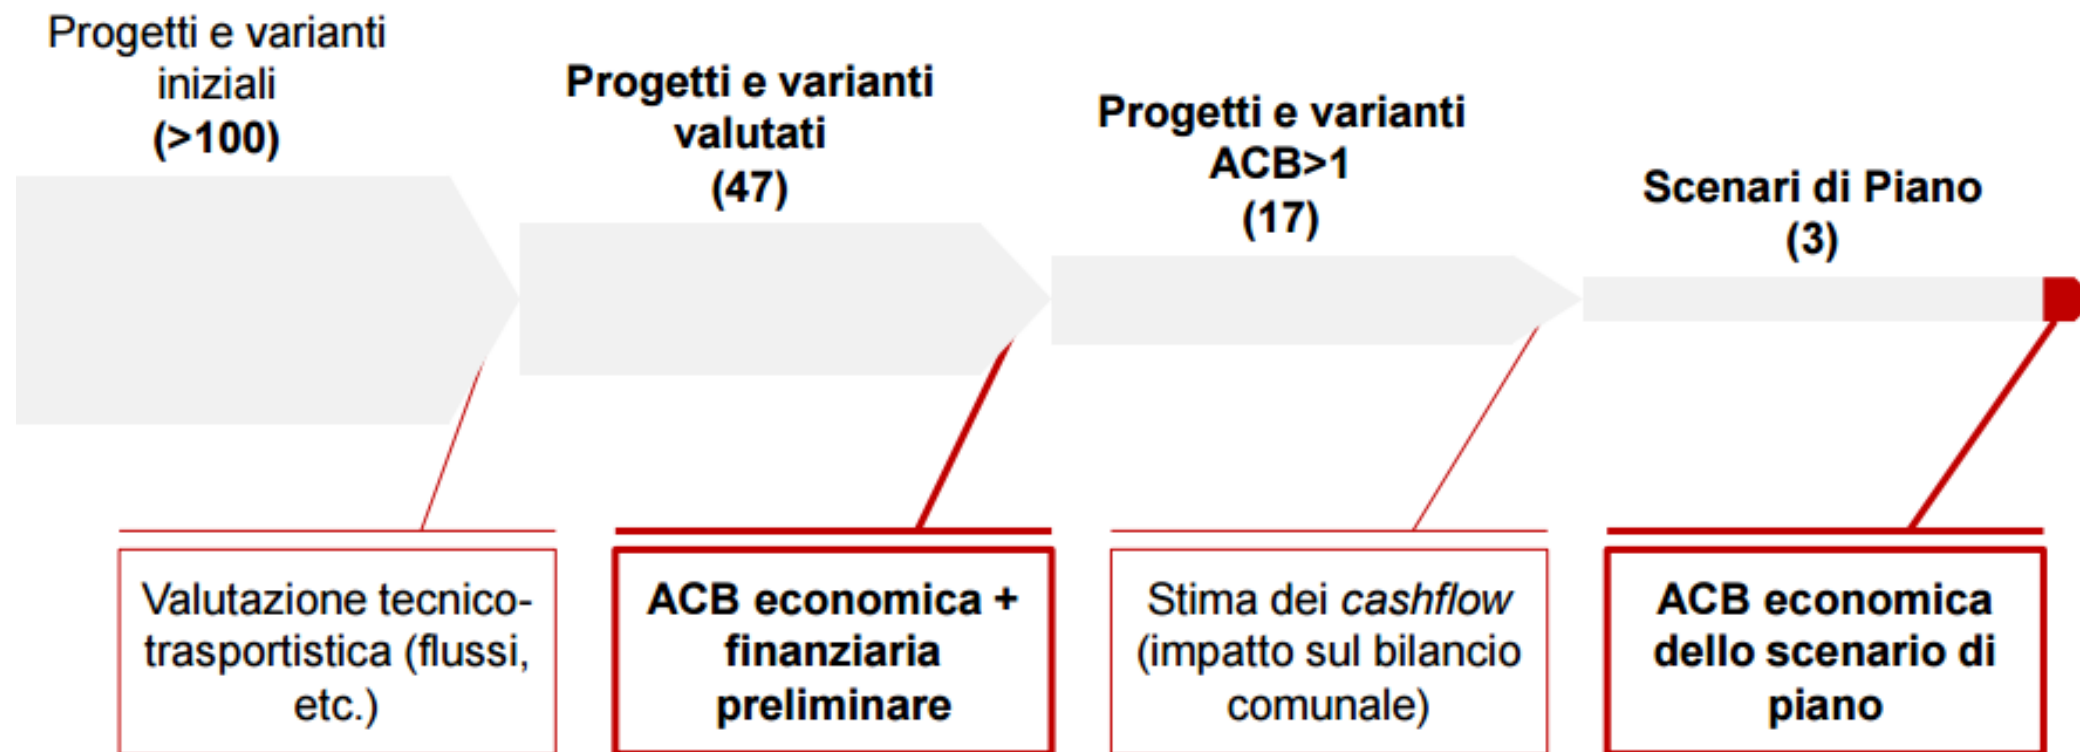 Progetti e varianti
iniziali
(>100)
Progetti e varianti
valutati
(47)
Progetti e varianti
ACB>1
(17)
Scenari di Piano
(3)
Valutazione tecnico-
trasportistica (flussi,
etc.)
ACB economica +
finanziaria
preliminare
Stima dei cashflow
(impatto sul bilancio
comunale)
ACB economica
dello scenario di
piano